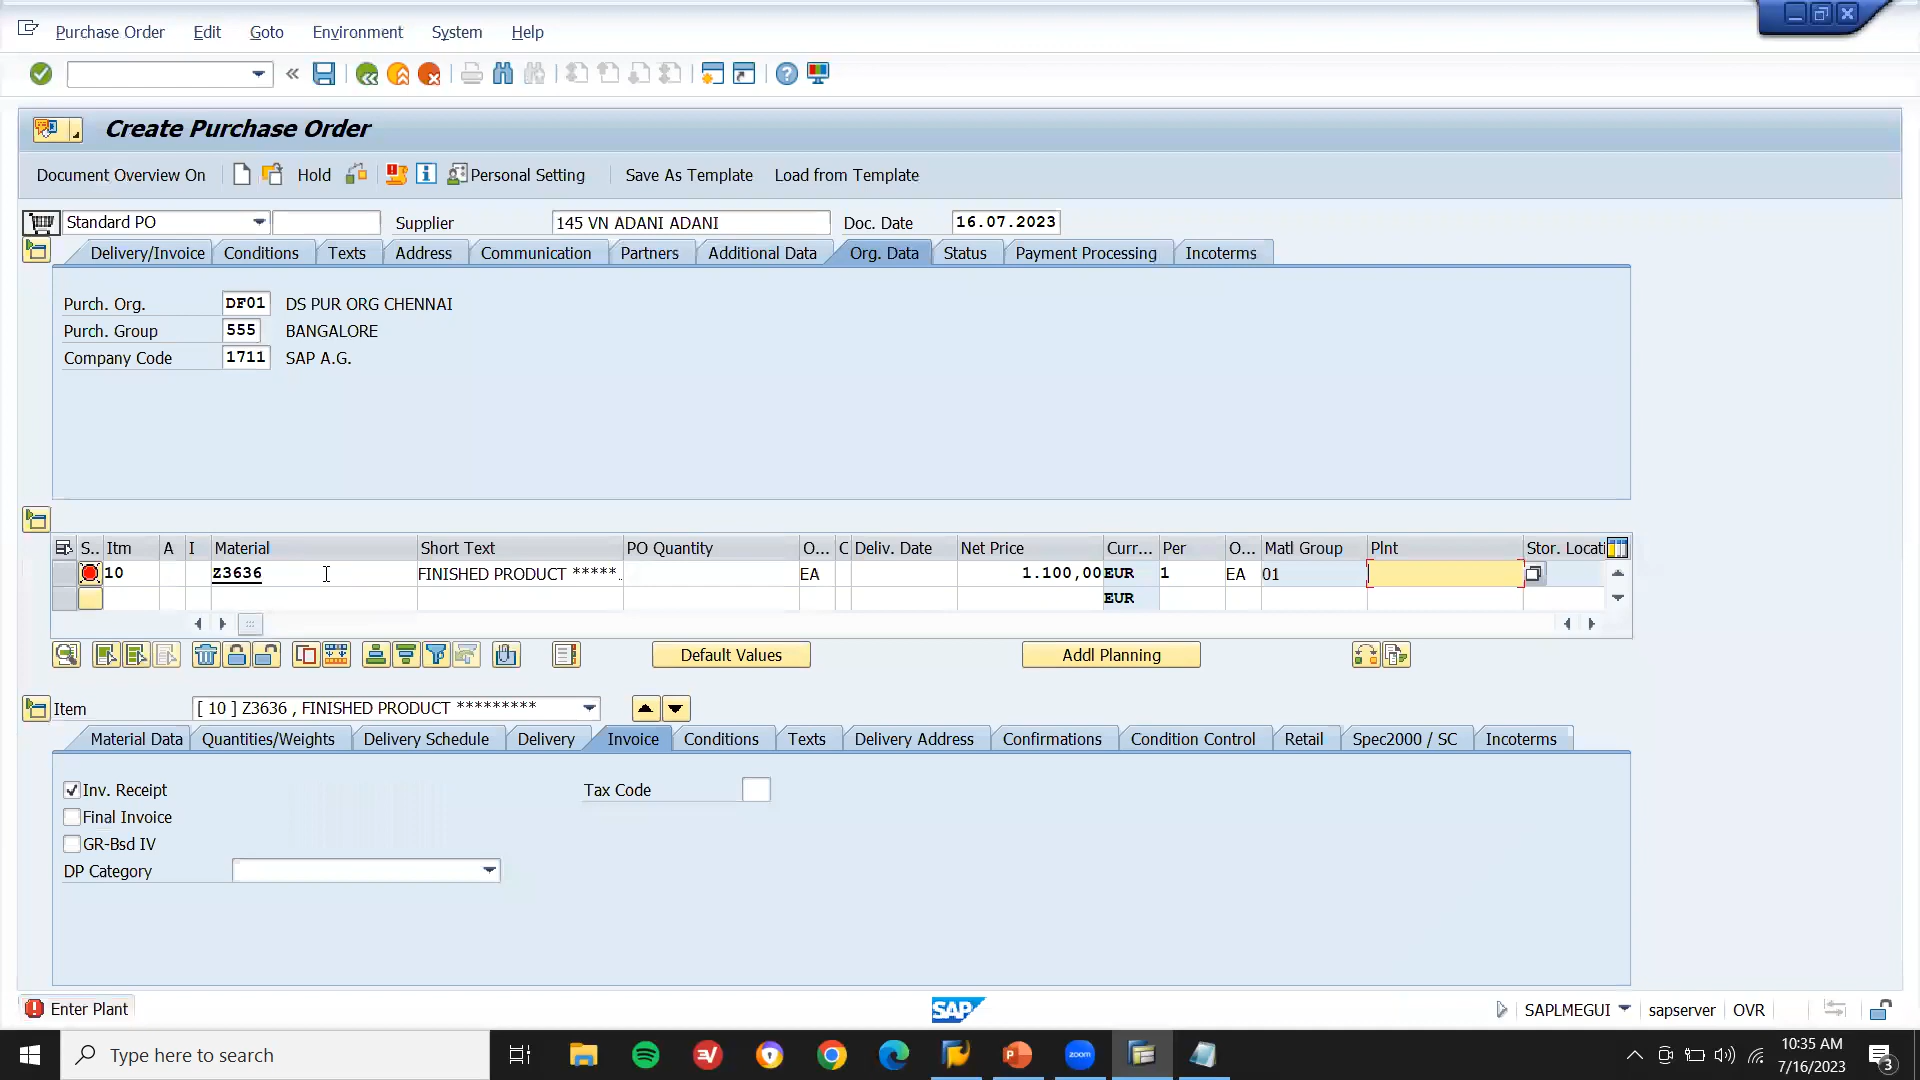 Purchase Order Edit Goto Environment System Help
Create Purchase Order
Document Overview On Hold Personal Setting Save As Template Load from Template
Standard PO Supplier 145 VN ADANI ADANI Doc. Date 16.07.2023
Delivery/Invoice Conditions Texts Address Communication Partners Additional Data Org. Data Status Payment Processing Incoterms
Purch. Org. DF01 DS PUR ORG CHENNAI
Purch. Group 555 BANGALORE
Company Code 1711 SAP A.G.
S.. Itm A I Material Short Text PO Quantity O... C Deliv. Date Net Price Curr... Per O... Matl Group Plnt Stor. Locati
10 Z3636 FINISHED PRODUCT *****. EA 1.100,00 EUR 1 EA 01
EUR
Default Values Addl Planning
Item [ 10 ] Z3636 , FINISHED PRODUCT *********
Material Data Quantities/Weights Delivery Schedule Delivery Invoice Conditions Texts Delivery Address Confirmations Condition Control Retail Spec2000 / SC Incoterms
Inv. Receipt Tax Code
Final Invoice
GR-Bsd IV
DP Category
Enter Plant SAP SAPLMEGUI sapserver OVR
Type here to search zoom 10:35 AM
7/16/2023 3